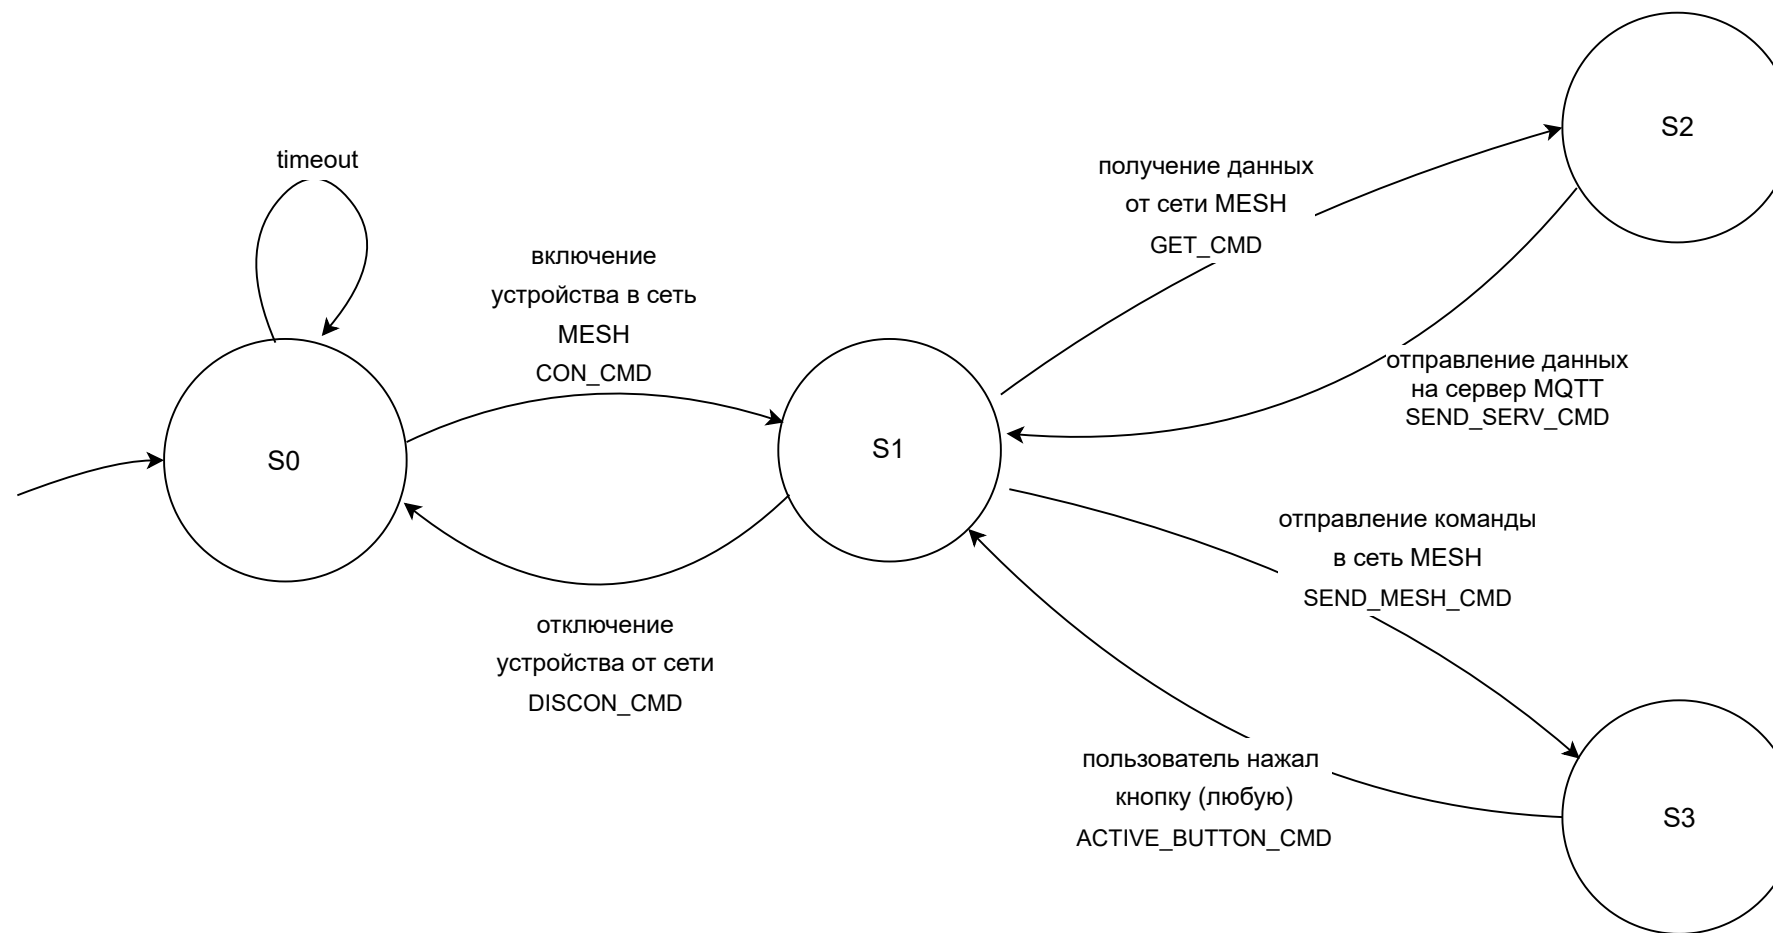 timeout
включение
устройства в сеть
MESH
CON_CMD
получение данных
от сети MESH
GET_CMD
S2
отправление данных
на сервер MQTT
SEND_SERV_CMD
S0
S1
отправление команды
в сеть MESH
SEND_MESH_CMD
отключение
устройства от сети
DISCON_CMD
пользователь нажал
кнопку (любую)
ACTIVE_BUTTON_CMD
S3